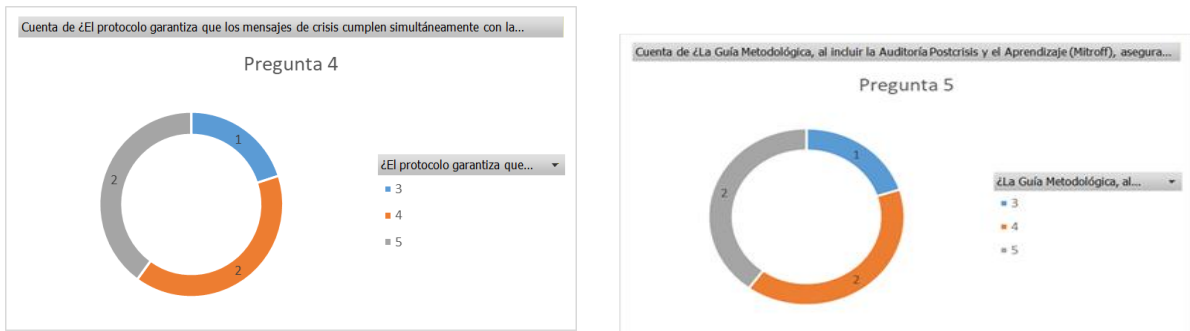 Cuenta de ¿El protocolo garantiza que los mensajes de crisis cumplen simultáneamente con la...
Pregunta 4
1
2
2
¿El protocolo garantiza que...
3
4
5
Cuenta de ¿La Guía Metodológica, al incluir la Auditoría Postcrisis y el Aprendizaje (Mitroff), asegura...
Pregunta 5
1
2
2
¿La Guía Metodológica, al...
3
4
5